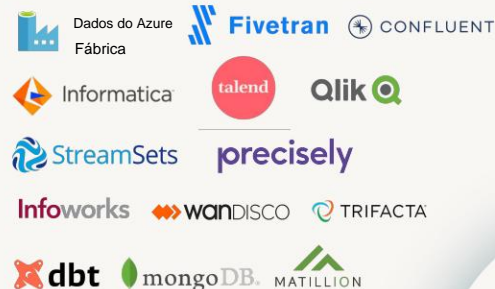 Dados do Azure
Fábrica
Fivetran
CONFLUENT
Informatica
talend
Qlik
StreamSets
precisely
Infoworks
WANDISCO
TRIFACTA
dbt
mongoDB.
MATILLION